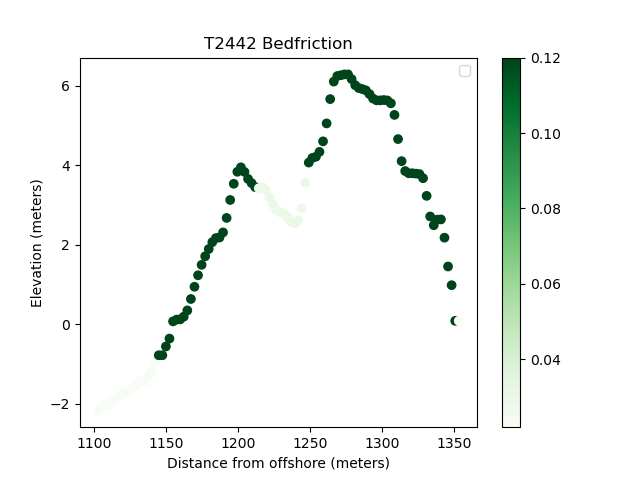 T2442 Bedfriction
Elevation (meters)
6
4
2
0
−2
1100 1150 1200 1250 1300 1350
Distance from offshore (meters)
0.12
0.10
0.08
0.06
0.04